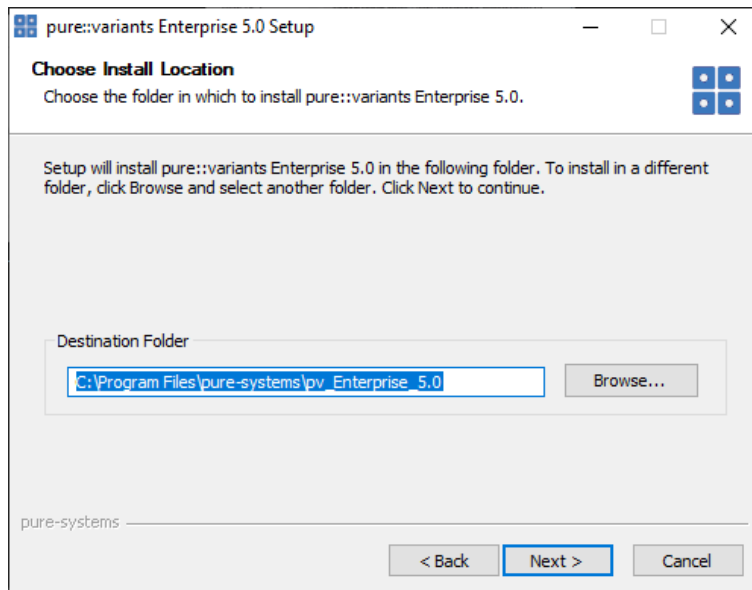 pure::variants Enterprise 5.0 Setup
Choose Install Location
Choose the folder in which to install pure::variants Enterprise 5.0.
Setup will install pure::variants Enterprise 5.0 in the following folder. To install in a different
folder, click Browse and select another folder. Click Next to continue.
Destination Folder
C:\Program Files\pure-systems\pv_Enterprise_5.0
Browse...
pure-systems
< Back
Next >
Cancel